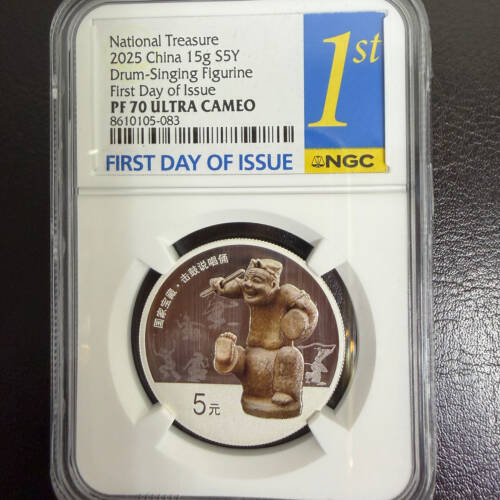 National Treasure
2025 China 15g S5Y
Drum-Singing Figurine
First Day of Issue
PF 70 ULTRA CAMEO
8610105-083
FIRST DAY OF ISSUE
1st
NGC
国家宝藏·击鼓说唱俑
5元